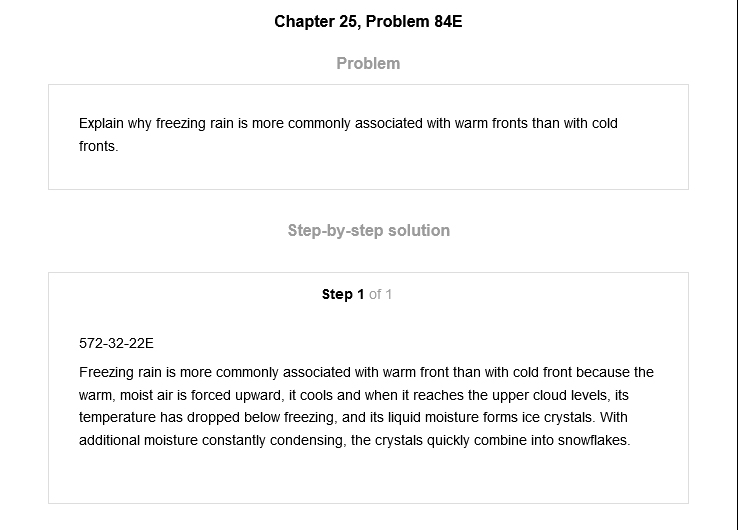 Chapter 25, Problem 84E
Problem
Explain why freezing rain is more commonly associated with warm fronts than with cold
fronts.
Step-by-step solution
Step 1 of 1
572-32-22E
Freezing rain is more commonly associated with warm front than with cold front because the
warm, moist air is forced upward, it cools and when it reaches the upper cloud levels, its
temperature has dropped below freezing, and its liquid moisture forms ice crystals. With
additional moisture constantly condensing, the crystals quickly combine into snowflakes.